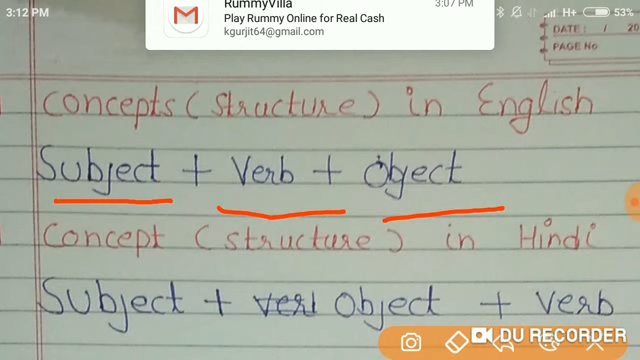 3:12 PM
RummyVilla 3:07 PM H+ 53%
Play Rummy Online for Real Cash
kgurjit64@gmail.com
DATE: / 20
PAGE No
Concepts (Structure) in English
Subject + Verb + Object
Concept (structure) in Hindi
Subject + Object + Verb
DU RECORDER